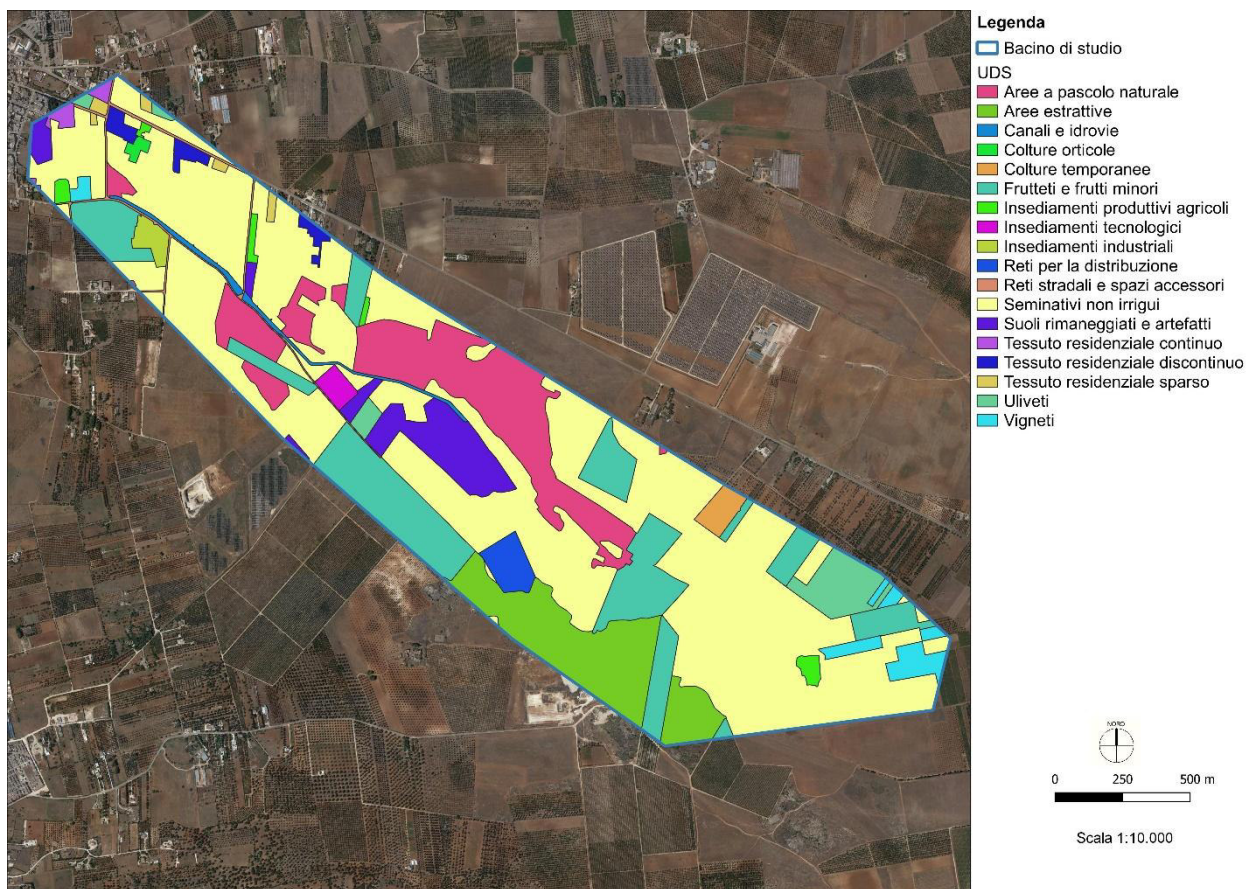 Legenda
Bacino di studio
UDS
Aree a pascolo naturale
Aree estrattive
Canali e idrovie
Colture orticole
Colture temporanee
Frutteti e frutti minori
Insediamenti produttivi agricoli
Insediamenti tecnologici
Insediamenti industriali
Reti per la distribuzione
Reti stradali e spazi accessori
Seminativi non irrigui
Suoli rimaneggiati e artefatti
Tessuto residenziale continuo
Tessuto residenziale discontinuo
Tessuto residenziale sparso
Uliveti
Vigneti
NORD
0 250 500 m
Scala 1:10.000